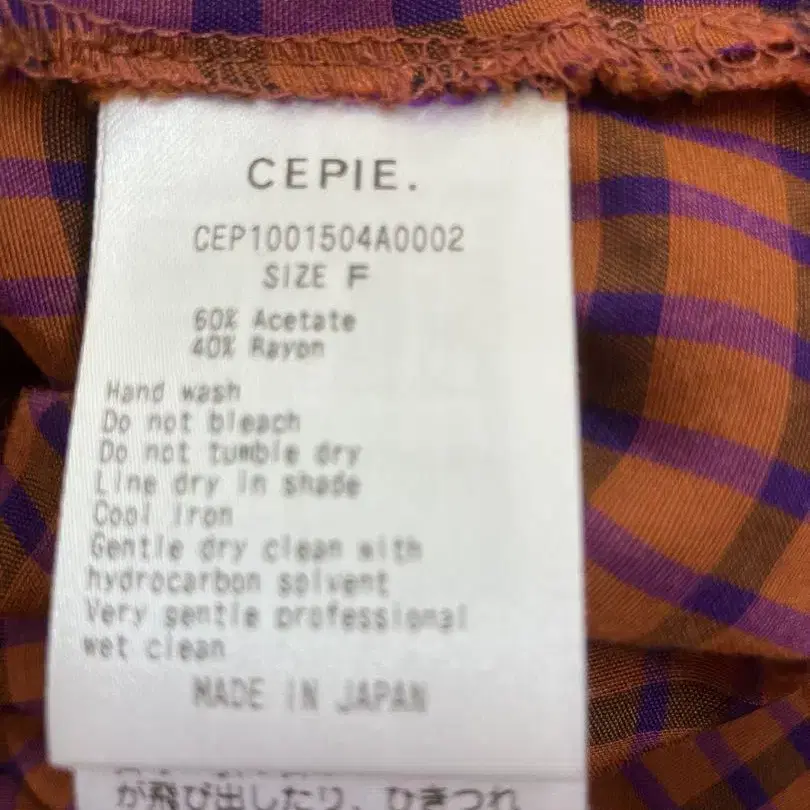 CEPIE.
CEP1001504A0002
SIZE F
60% Acetate
40% Rayon
Hand wash
Do not bleach
Do not tumble dry
Line dry in shade
Cool iron
Gentle dry clean with
hydrocarbon solvent
Very gentle professional
wet clean
MADE IN JAPAN
が飛び出したり、ひきつれ